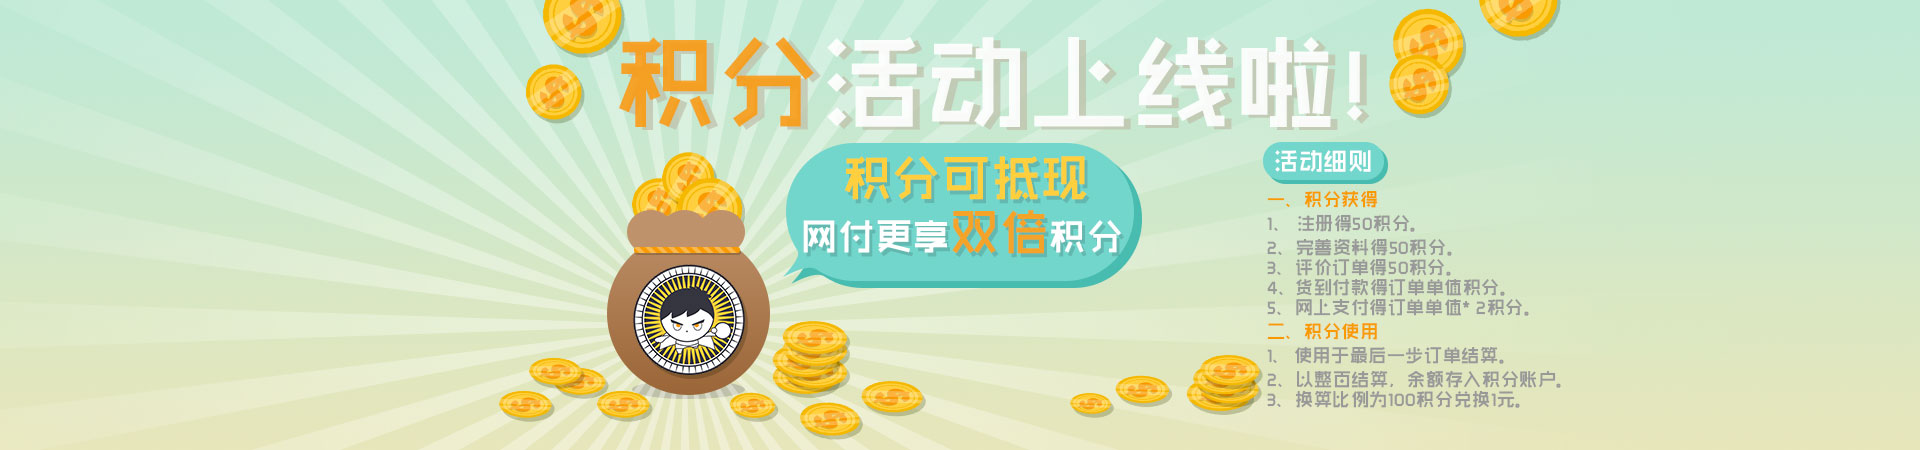 积分活动上线啦！
积分可抵现
网付更享双倍积分
活动细则
一、积分获得
1、 注册得50积分。
2、完善资料得50积分。
3、评价订单得50积分。
4、货到付款得订单单值积分。
5、网上支付得订单单值* 2积分。
二、积分使用
1、 使用于最后一步订单结算。
2、以整百结算，余额存入积分账户。
3、换算比例为100积分兑换1元。